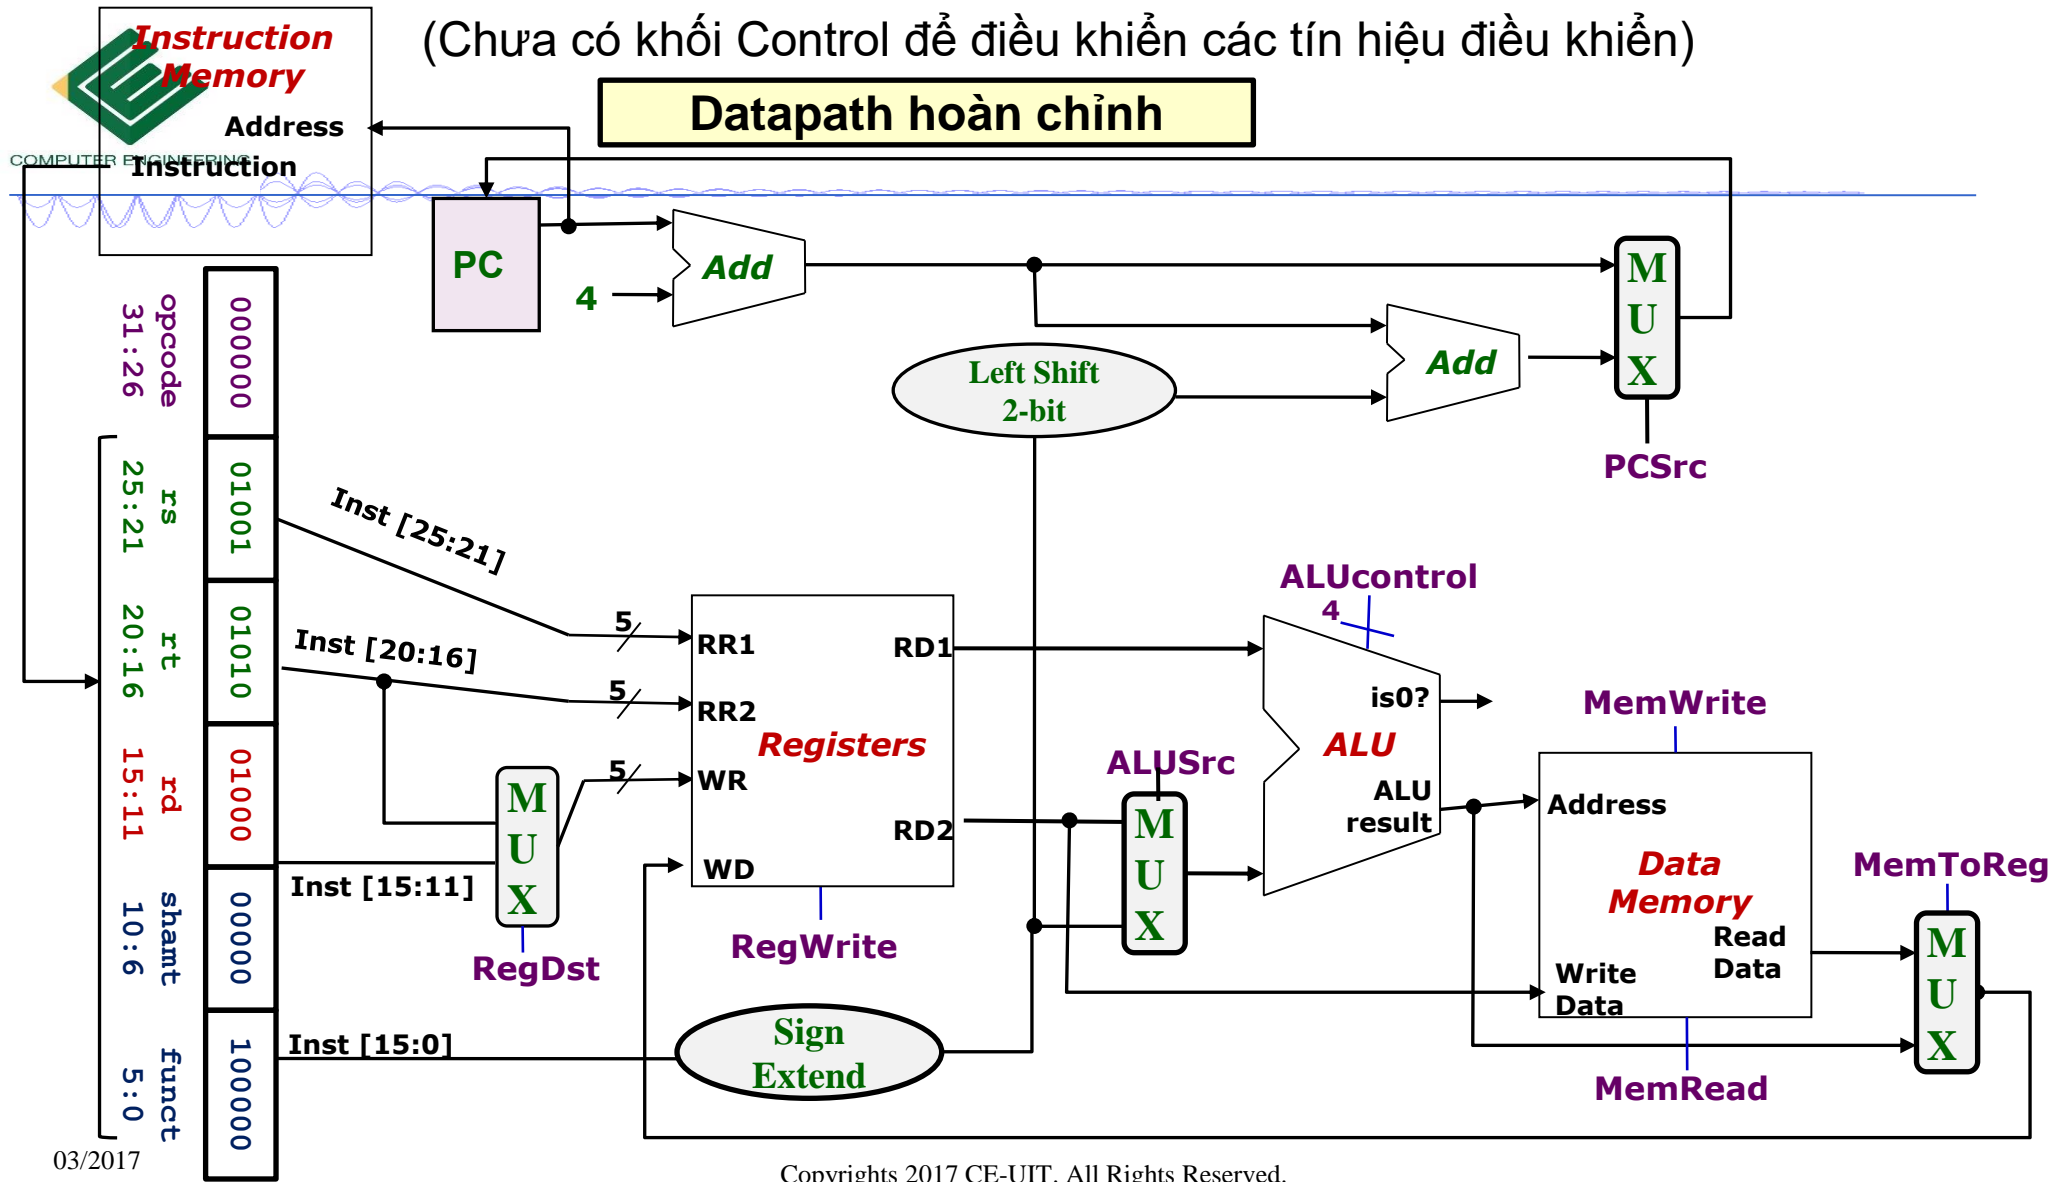 (Chưa có khối Control để điều khiển các tín hiệu điều khiển)
Instruction
Memory
Address
Instruction
COMPUTER ENGINEERING
Datapath hoàn chỉnh
PC
4
Add
Left Shift
2-bit
Add
M
U
X
PCSrc
opcode
31:26
000000
rs
25:21
01001
rt
20:16
01010
rd
15:11
01000
shamt
10:6
00000
funct
5:0
100000
Inst [25:21]
Inst [20:16]
Inst [15:11]
Inst [15:0]
5
5
5
M
U
X
RegDst
RR1
RR2
WR
WD
RD1
RD2
Registers
RegWrite
Sign
Extend
ALUSrc
M
U
X
ALUcontrol
4
is0?
ALU
ALU
result
MemWrite
Address
Data
Memory
Read
Data
Write
Data
MemRead
MemToReg
M
U
X
03/2017
Copyrights 2017 CE-UIT. All Rights Reserved.